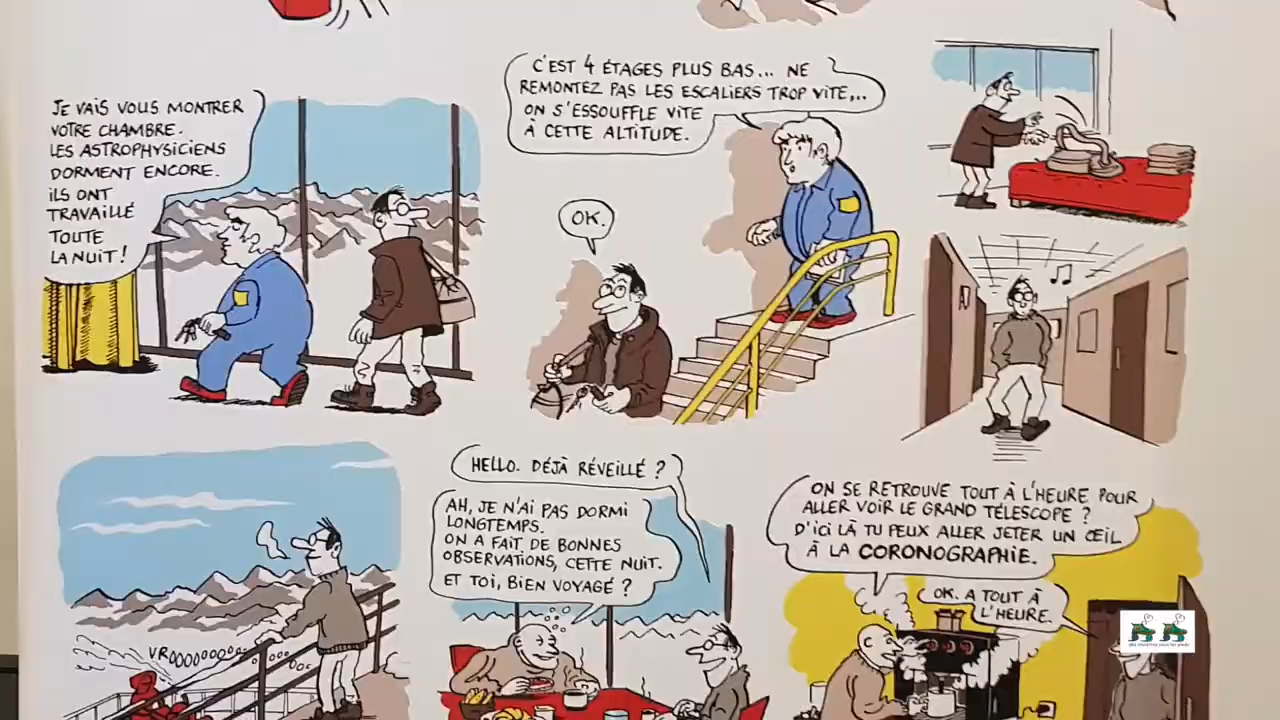 JE VAIS VOUS MONTRER
VOTRE CHAMBRE.
LES ASTROPHYSICIENS
DORMENT ENCORE.
ILS ONT
TRAVAILLÉ
TOUTE
LA NUIT !
C'EST 4 ÉTAGES PLUS BAS... NE
REMONTEZ PAS LES ESCALIERS TROP VITE...
ON S'ESSOUFFLE VITE
À CETTE ALTITUDE.
OK.
VROOOOOOOOOO
HELLO. DÉJÀ RÉVEILLÉ ?
AH, JE N'AI PAS DORMI
LONGTEMPS.
ON A FAIT DE BONNES
OBSERVATIONS, CETTE NUIT.
ET TOI, BIEN VOYAGÉ ?
ON SE RETROUVE TOUT À L'HEURE POUR
ALLER VOIR LE GRAND TÉLESCOPE ?
D'ICI LÀ TU PEUX ALLER JETER UN ŒIL
À LA CORONOGRAPHIE.
OK. A TOUT À
L'HEURE.